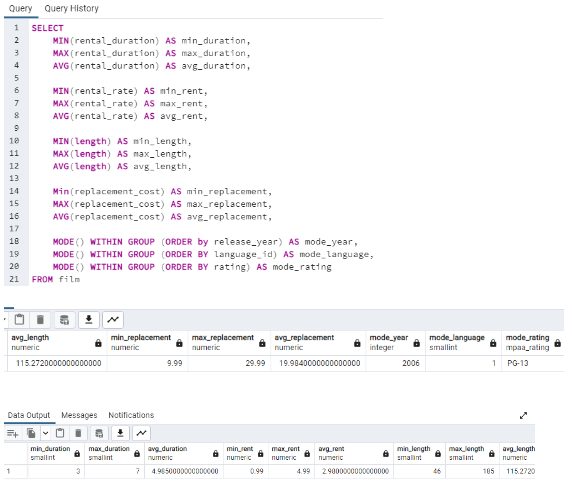 Query Query History
1 SELECT
2 MIN(rental_duration) AS min_duration,
3 MAX(rental_duration) AS max_duration,
4 AVG(rental_duration) AS avg_duration,
5
6 MIN(rental_rate) AS min_rent,
7 MAX(rental_rate) AS max_rent,
8 AVG(rental_rate) AS avg_rent,
9
10 MIN(length) AS min_length,
11 MAX(length) AS max_length,
12 AVG(length) AS avg_length,
13
14 Min(replacement_cost) AS min_replacement,
15 MAX(replacement_cost) AS max_replacement,
16 AVG(replacement_cost) AS avg_replacement,
17
18 MODE() WITHIN GROUP (ORDER by release_year) AS mode_year,
19 MODE() WITHIN GROUP (ORDER BY language_id) AS mode_language,
20 MODE() WITHIN GROUP (ORDER BY rating) AS mode_rating
21 FROM film
avg_length min_replacement max_replacement avg_replacement mode_year mode_language mode_rating
numeric numeric numeric numeric integer smallint mpaa_rating
115.2720000000000000 9.99 29.99 19.9840000000000000 2006 1 PG-13
Data Output Messages Notifications
min_duration max_duration avg_duration min_rent max_rent avg_rent min_length max_length avg_length
smallint smallint numeric numeric numeric numeric smallint smallint numeric
1 3 7 4.9850000000000000 0.99 4.99 2.9800000000000000 46 185 115.2720